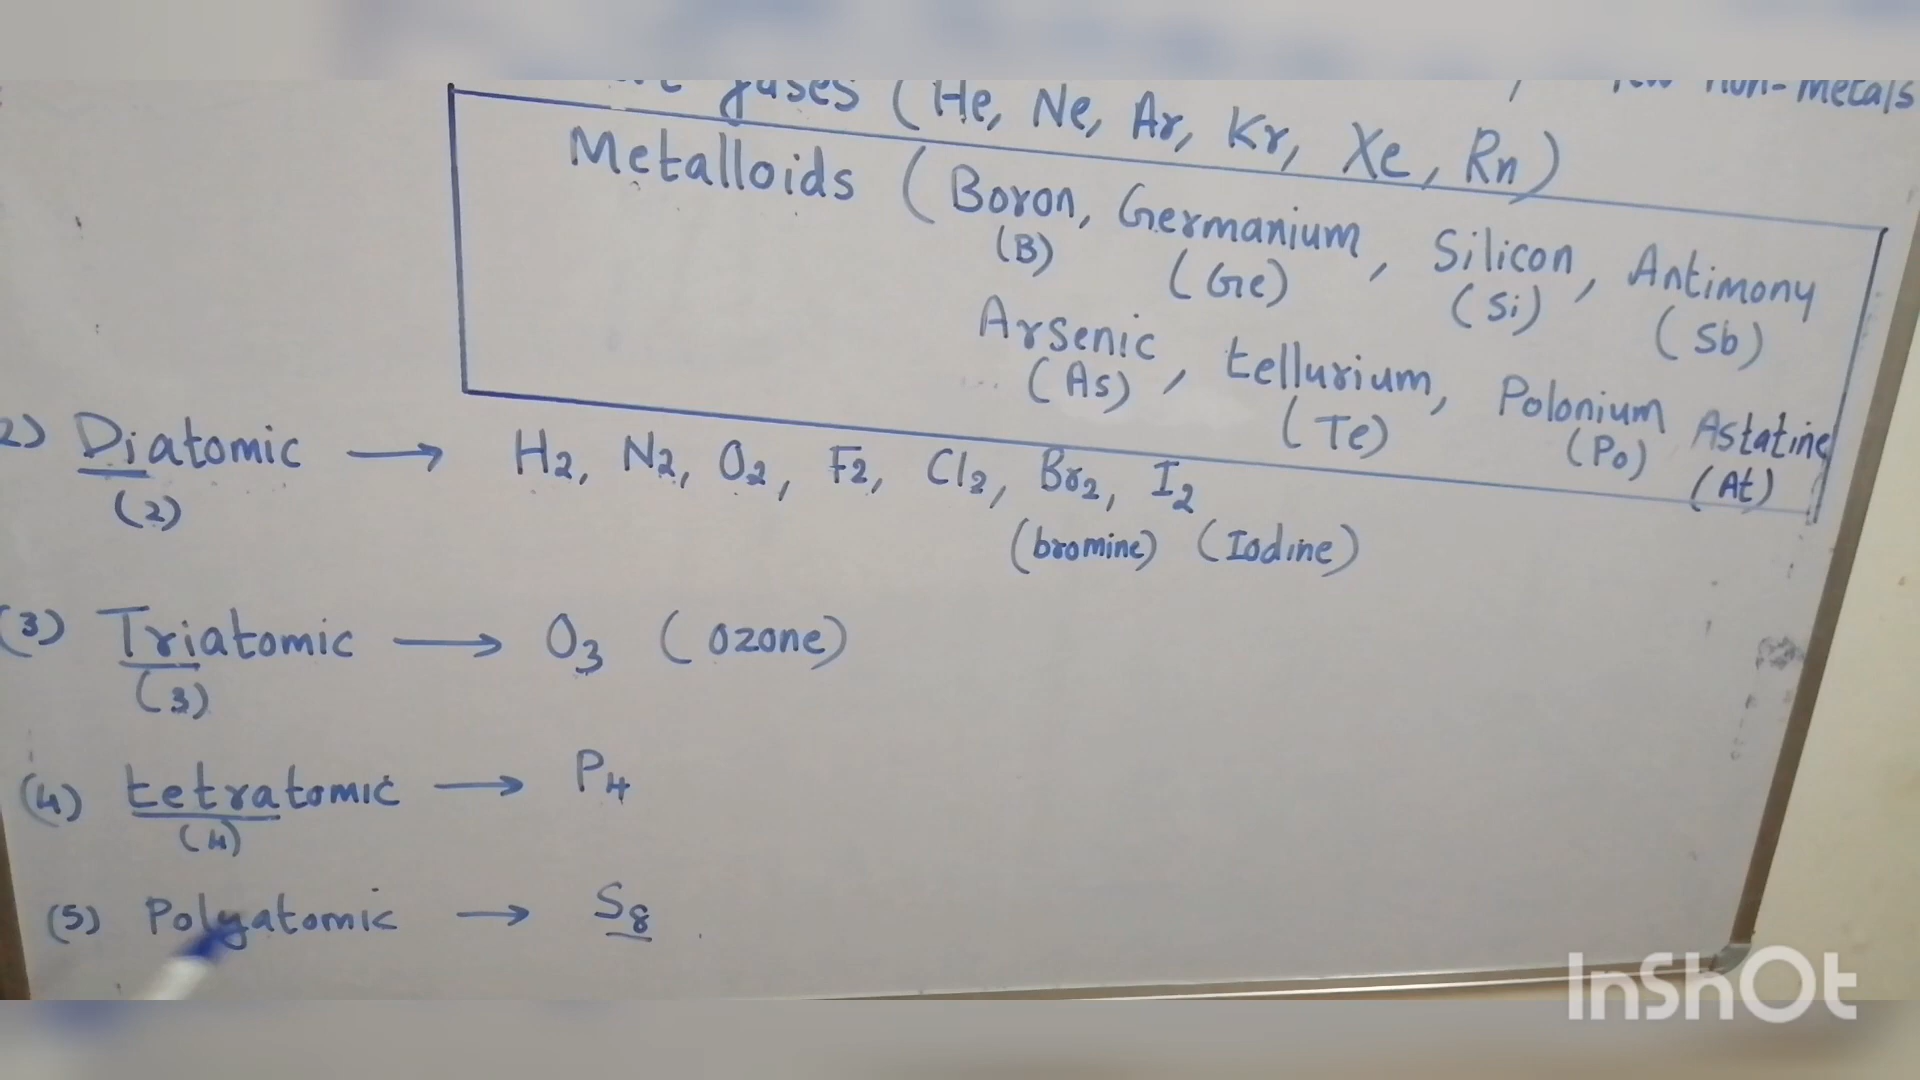 gases (He, Ne, Ar, Kr, Xe, Rn) non-metals
Metalloids (Boron, Germanium, Silicon, Antimony
(B) (Ge) (Si) (Sb)
Arsenic, tellurium, Polonium Astatine
(As) (Te) (Po) (At)
2) Diatomic → H2, N2, O2, F2, Cl2, Br2, I2
(2) (bromine) (Iodine)
(3) Triatomic → O3 (ozone)
(3)
(4) tetratomic → P4
(4)
(5) Polyatomic → S8
InShOt